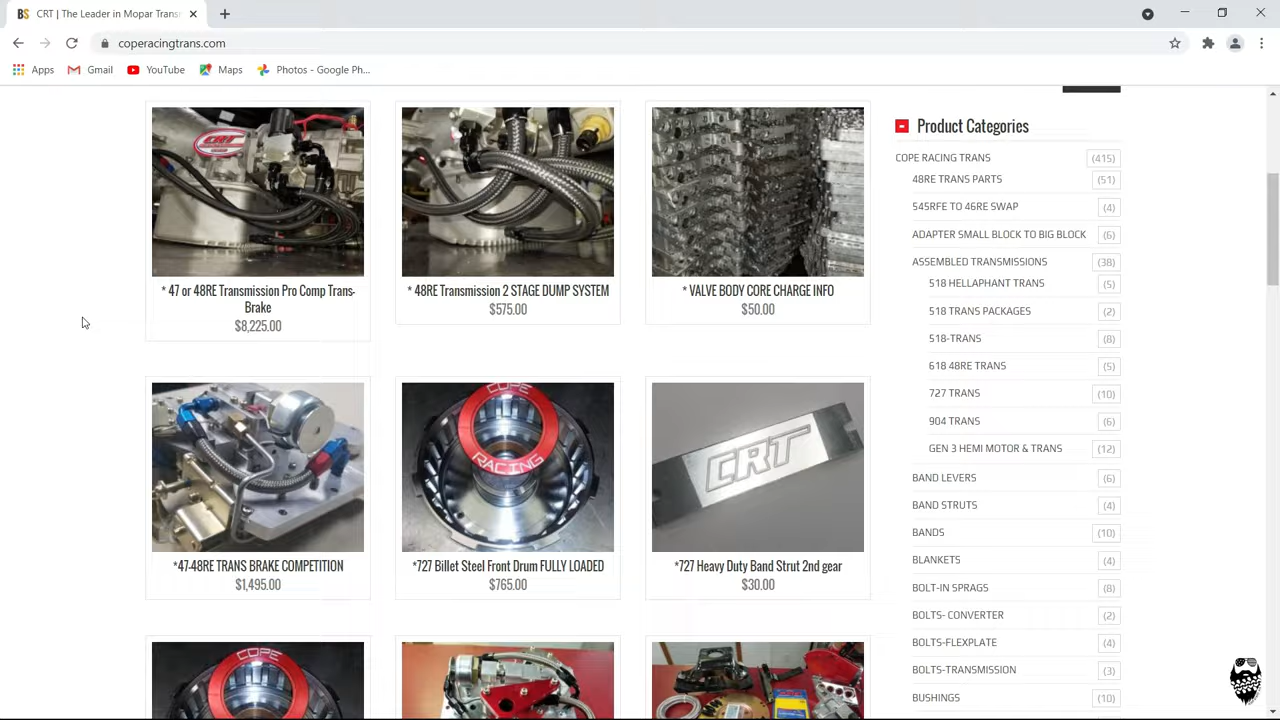 CRT | The Leader in Mopar Trans
coperacingtrans.com
Apps
Gmail
YouTube
Maps
Photos - Google Ph...
CRT
* 47 or 48RE Transmission Pro Comp Trans-
Brake
$8,225.00
* 48RE Transmission 2 STAGE DUMP SYSTEM
$575.00
* VALVE BODY CORE CHARGE INFO
$50.00
*47-48RE TRANS BRAKE COMPETITION
$1,495.00
COPE
RACING
*727 Billet Steel Front Drum FULLY LOADED
$765.00
CRT
*727 Heavy Duty Band Strut 2nd gear
$30.00
COPE
Product Categories
COPE RACING TRANS (415)
48RE TRANS PARTS (51)
545RFE TO 46RE SWAP (4)
ADAPTER SMALL BLOCK TO BIG BLOCK (6)
ASSEMBLED TRANSMISSIONS (38)
518 HELLAPHANT TRANS (5)
518 TRANS PACKAGES (2)
518-TRANS (8)
618 48RE TRANS (5)
727 TRANS (10)
904 TRANS (6)
GEN 3 HEMI MOTOR & TRANS (12)
BAND LEVERS (6)
BAND STRUTS (4)
BANDS (10)
BLANKETS (4)
BOLT-IN SPRAGS (8)
BOLTS- CONVERTER (2)
BOLTS-FLEXPLATE (4)
BOLTS-TRANSMISSION (3)
BUSHINGS (10)